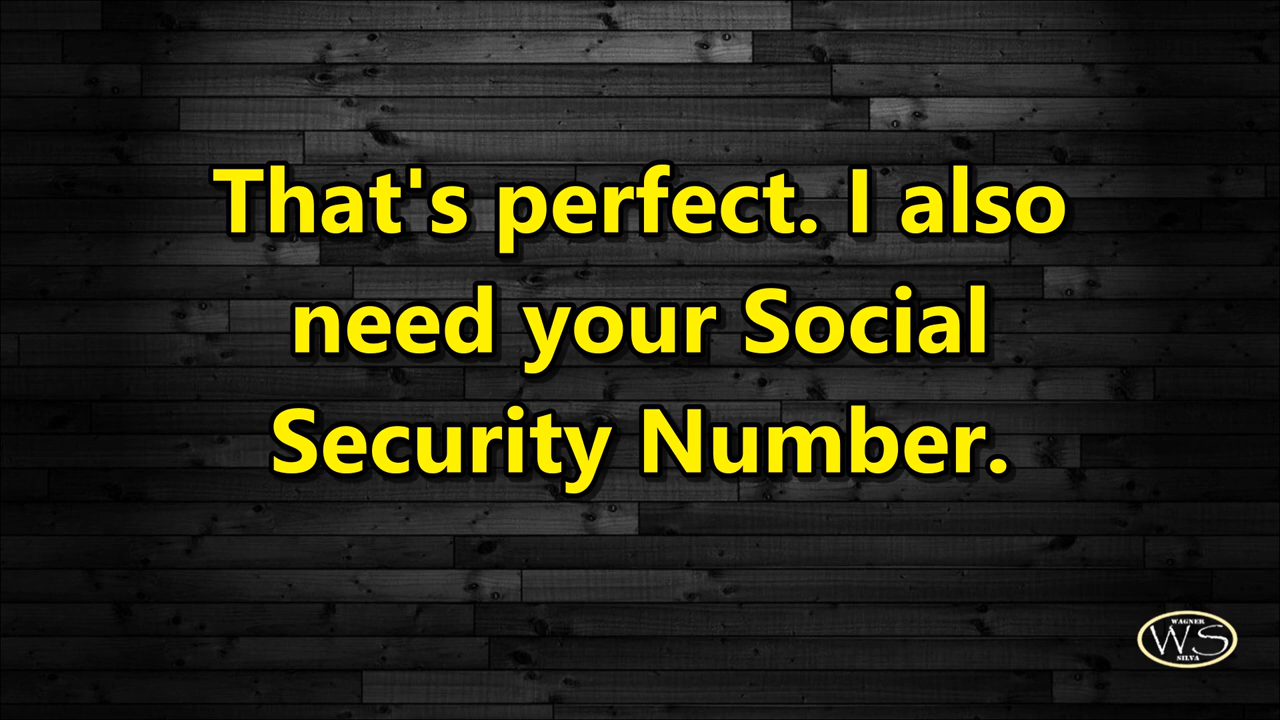 That's perfect. I also
need your Social
Security Number.
WAGNER
WS
SILVA